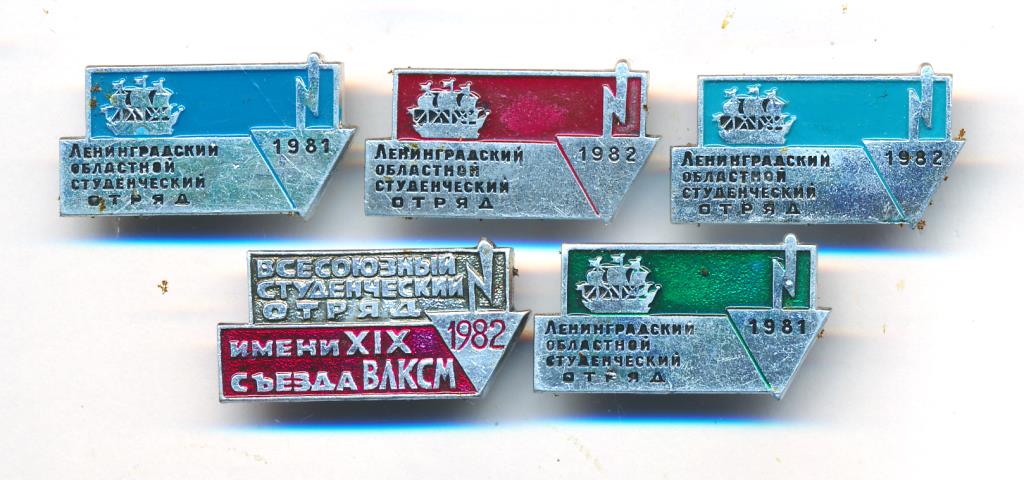 Ленинградский
областной
студенческий
отряд
1981
Ленинградский
областной
студенческий
отряд
1982
Ленинградский
областной
студенческий
отряд
1982
ВСЕСОЮЗНЫЙ
СТУДЕНЧЕСКИЙ
ОТРЯД
ИМЕНИ XIX
СЪЕЗДА ВЛКСМ
1982
Ленинградский
областной
студенческий
отряд
1981